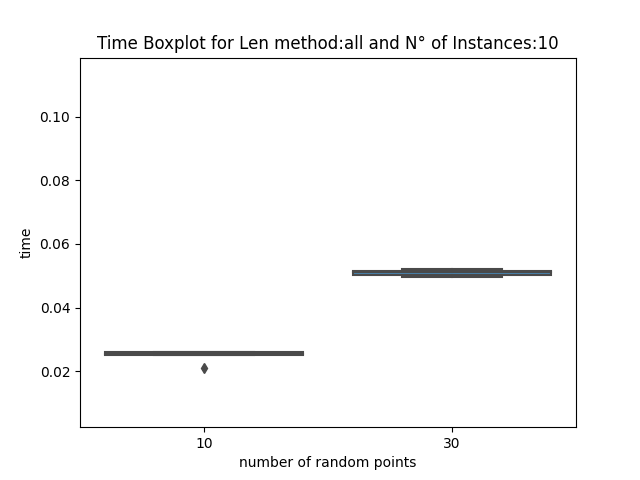 Time Boxplot for Len method:all and N° of Instances:10
0.10
0.08
0.06
0.04
0.02
time
10 30
number of random points